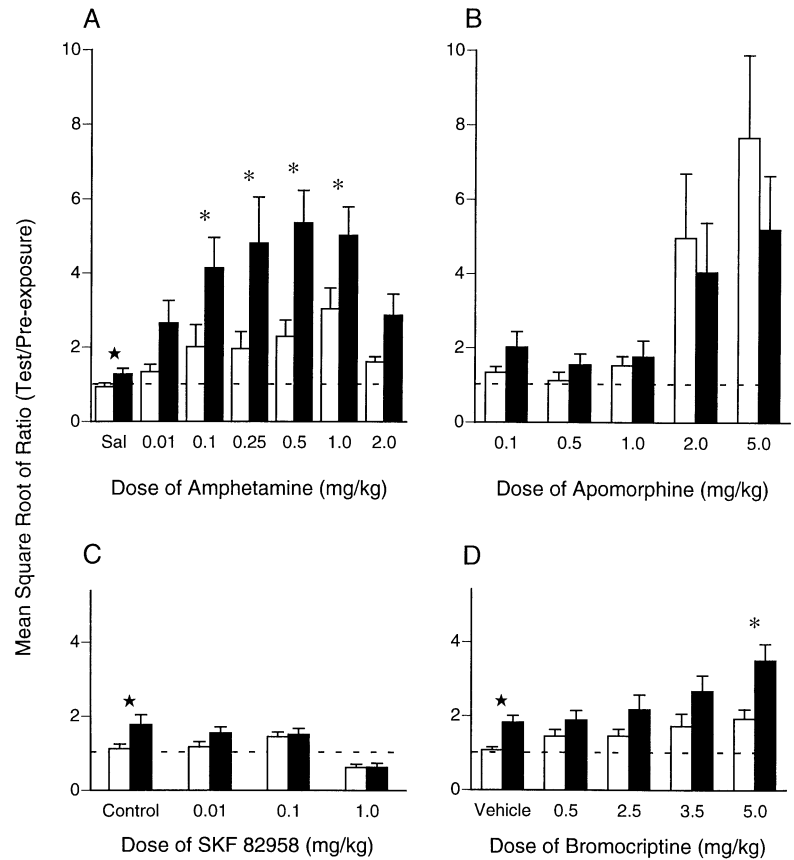 A
B
10
8
6
4
2
0
* * * *
★
Sal 0.01 0.1 0.25 0.5 1.0 2.0
Dose of Amphetamine (mg/kg)
10
8
6
4
2
0
0.1 0.5 1.0 2.0 5.0
Dose of Apomorphine (mg/kg)
Mean Square Root of Ratio (Test/Pre-exposure)
C
D
4
2
0
★
Control 0.01 0.1 1.0
Dose of SKF 82958 (mg/kg)
4
2
0
★
*
Vehicle 0.5 2.5 3.5 5.0
Dose of Bromocriptine (mg/kg)